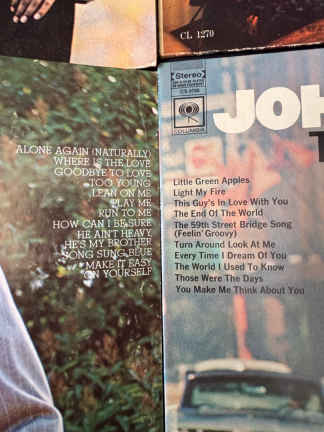 CL 1270
ALONE AGAIN (NATURALLY)
WHERE IS THE LOVE
GOODBYE TO LOVE
TOO YOUNG
LEAN ON ME
PLAY ME
RUN TO ME
HOW CAN I BE SURE
HE AIN'T HEAVY,
HE'S MY BROTHER
SONG SUNG BLUE
MAKE IT EASY
ON YOURSELF
Stereo
COLUMBIA
JOH
Little Green Apples
Light My Fire
This Guy's In Love With You
The End Of The World
The 59th Street Bridge Song
(Feelin' Groovy)
Turn Around Look At Me
Every Time I Dream Of You
The World I Used To Know
Those Were The Days
You Make Me Think About You